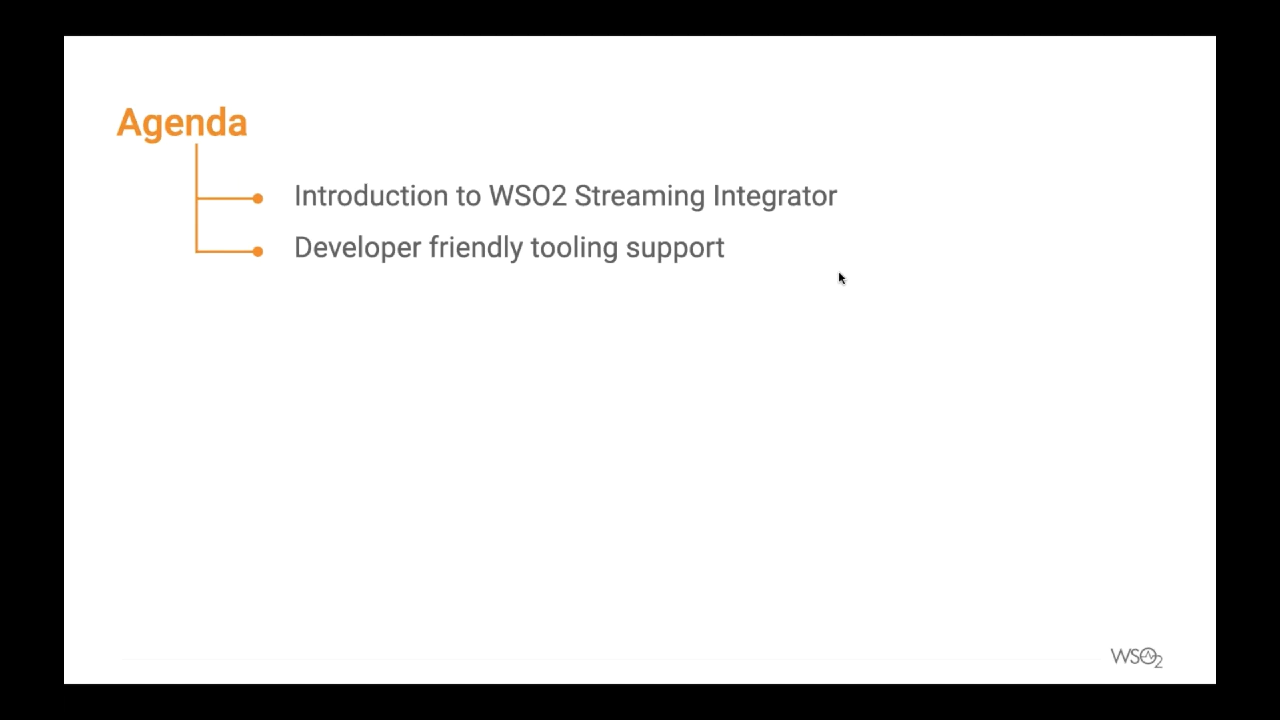 Agenda
Introduction to WSO2 Streaming Integrator
Developer friendly tooling support
WSO2